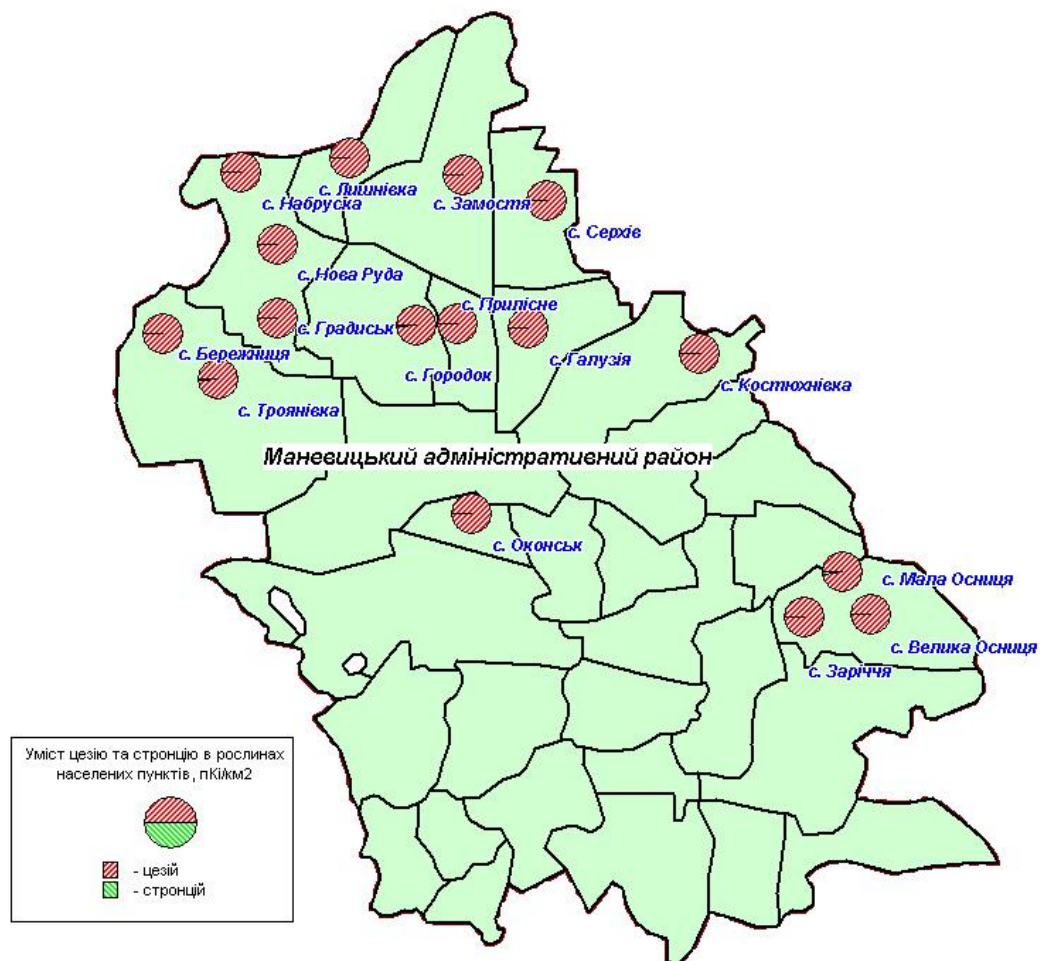 с. Лишнівка
с. Набруска
с. Замостя
с. Серхів
с. Нова Руда
с. Прилісне
с. Градиськ
с. Бережниця
с. Галузія
с. Городок
с. Костюхнівка
с. Троянівка
Маневицький адміністративний район
с. Оконськ
с. Мала Осниця
с. Велика Осниця
с. Заріччя
Уміст цезію та стронцію в рослинах
населених пунктів, пКі/км2
- цезій
- стронцій